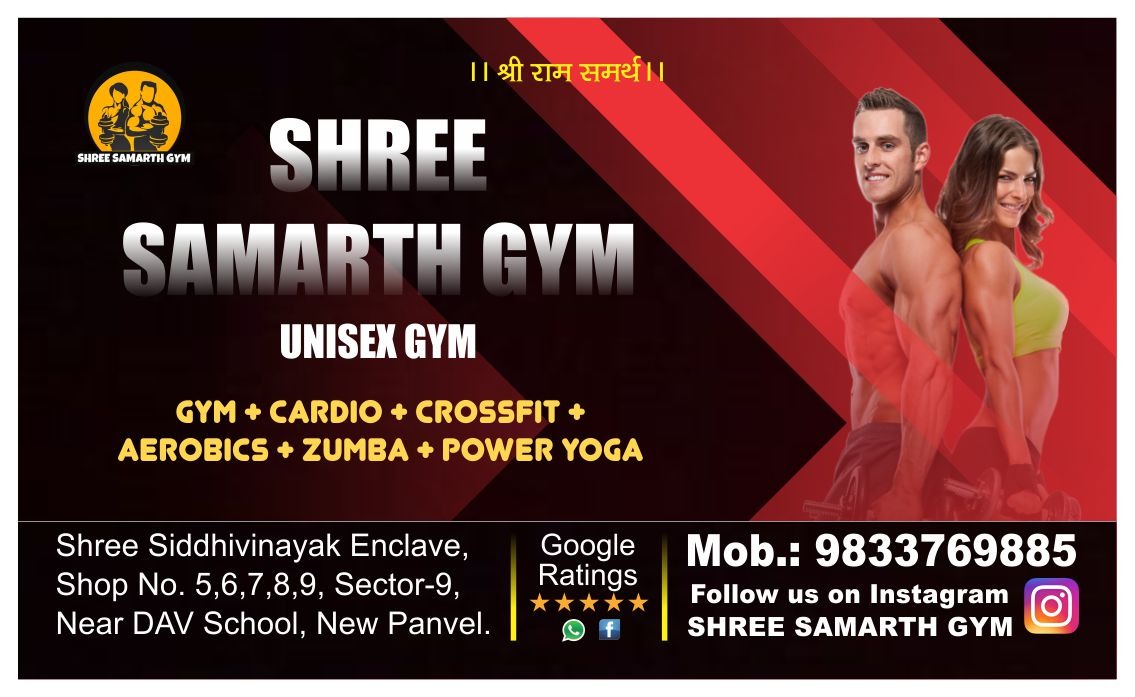 ।। श्री राम समर्थ।।
SHREE SAMARTH GYM
SHREE
SAMARTH GYM
UNISEX GYM
GYM + CARDIO + CROSSFIT +
AEROBICS + ZUMBA + POWER YOGA
Shree Siddhivinayak Enclave,
Shop No. 5,6,7,8,9, Sector-9,
Near DAV School, New Panvel.
Google
Ratings
Mob.: 9833769885
Follow us on Instagram
SHREE SAMARTH GYM